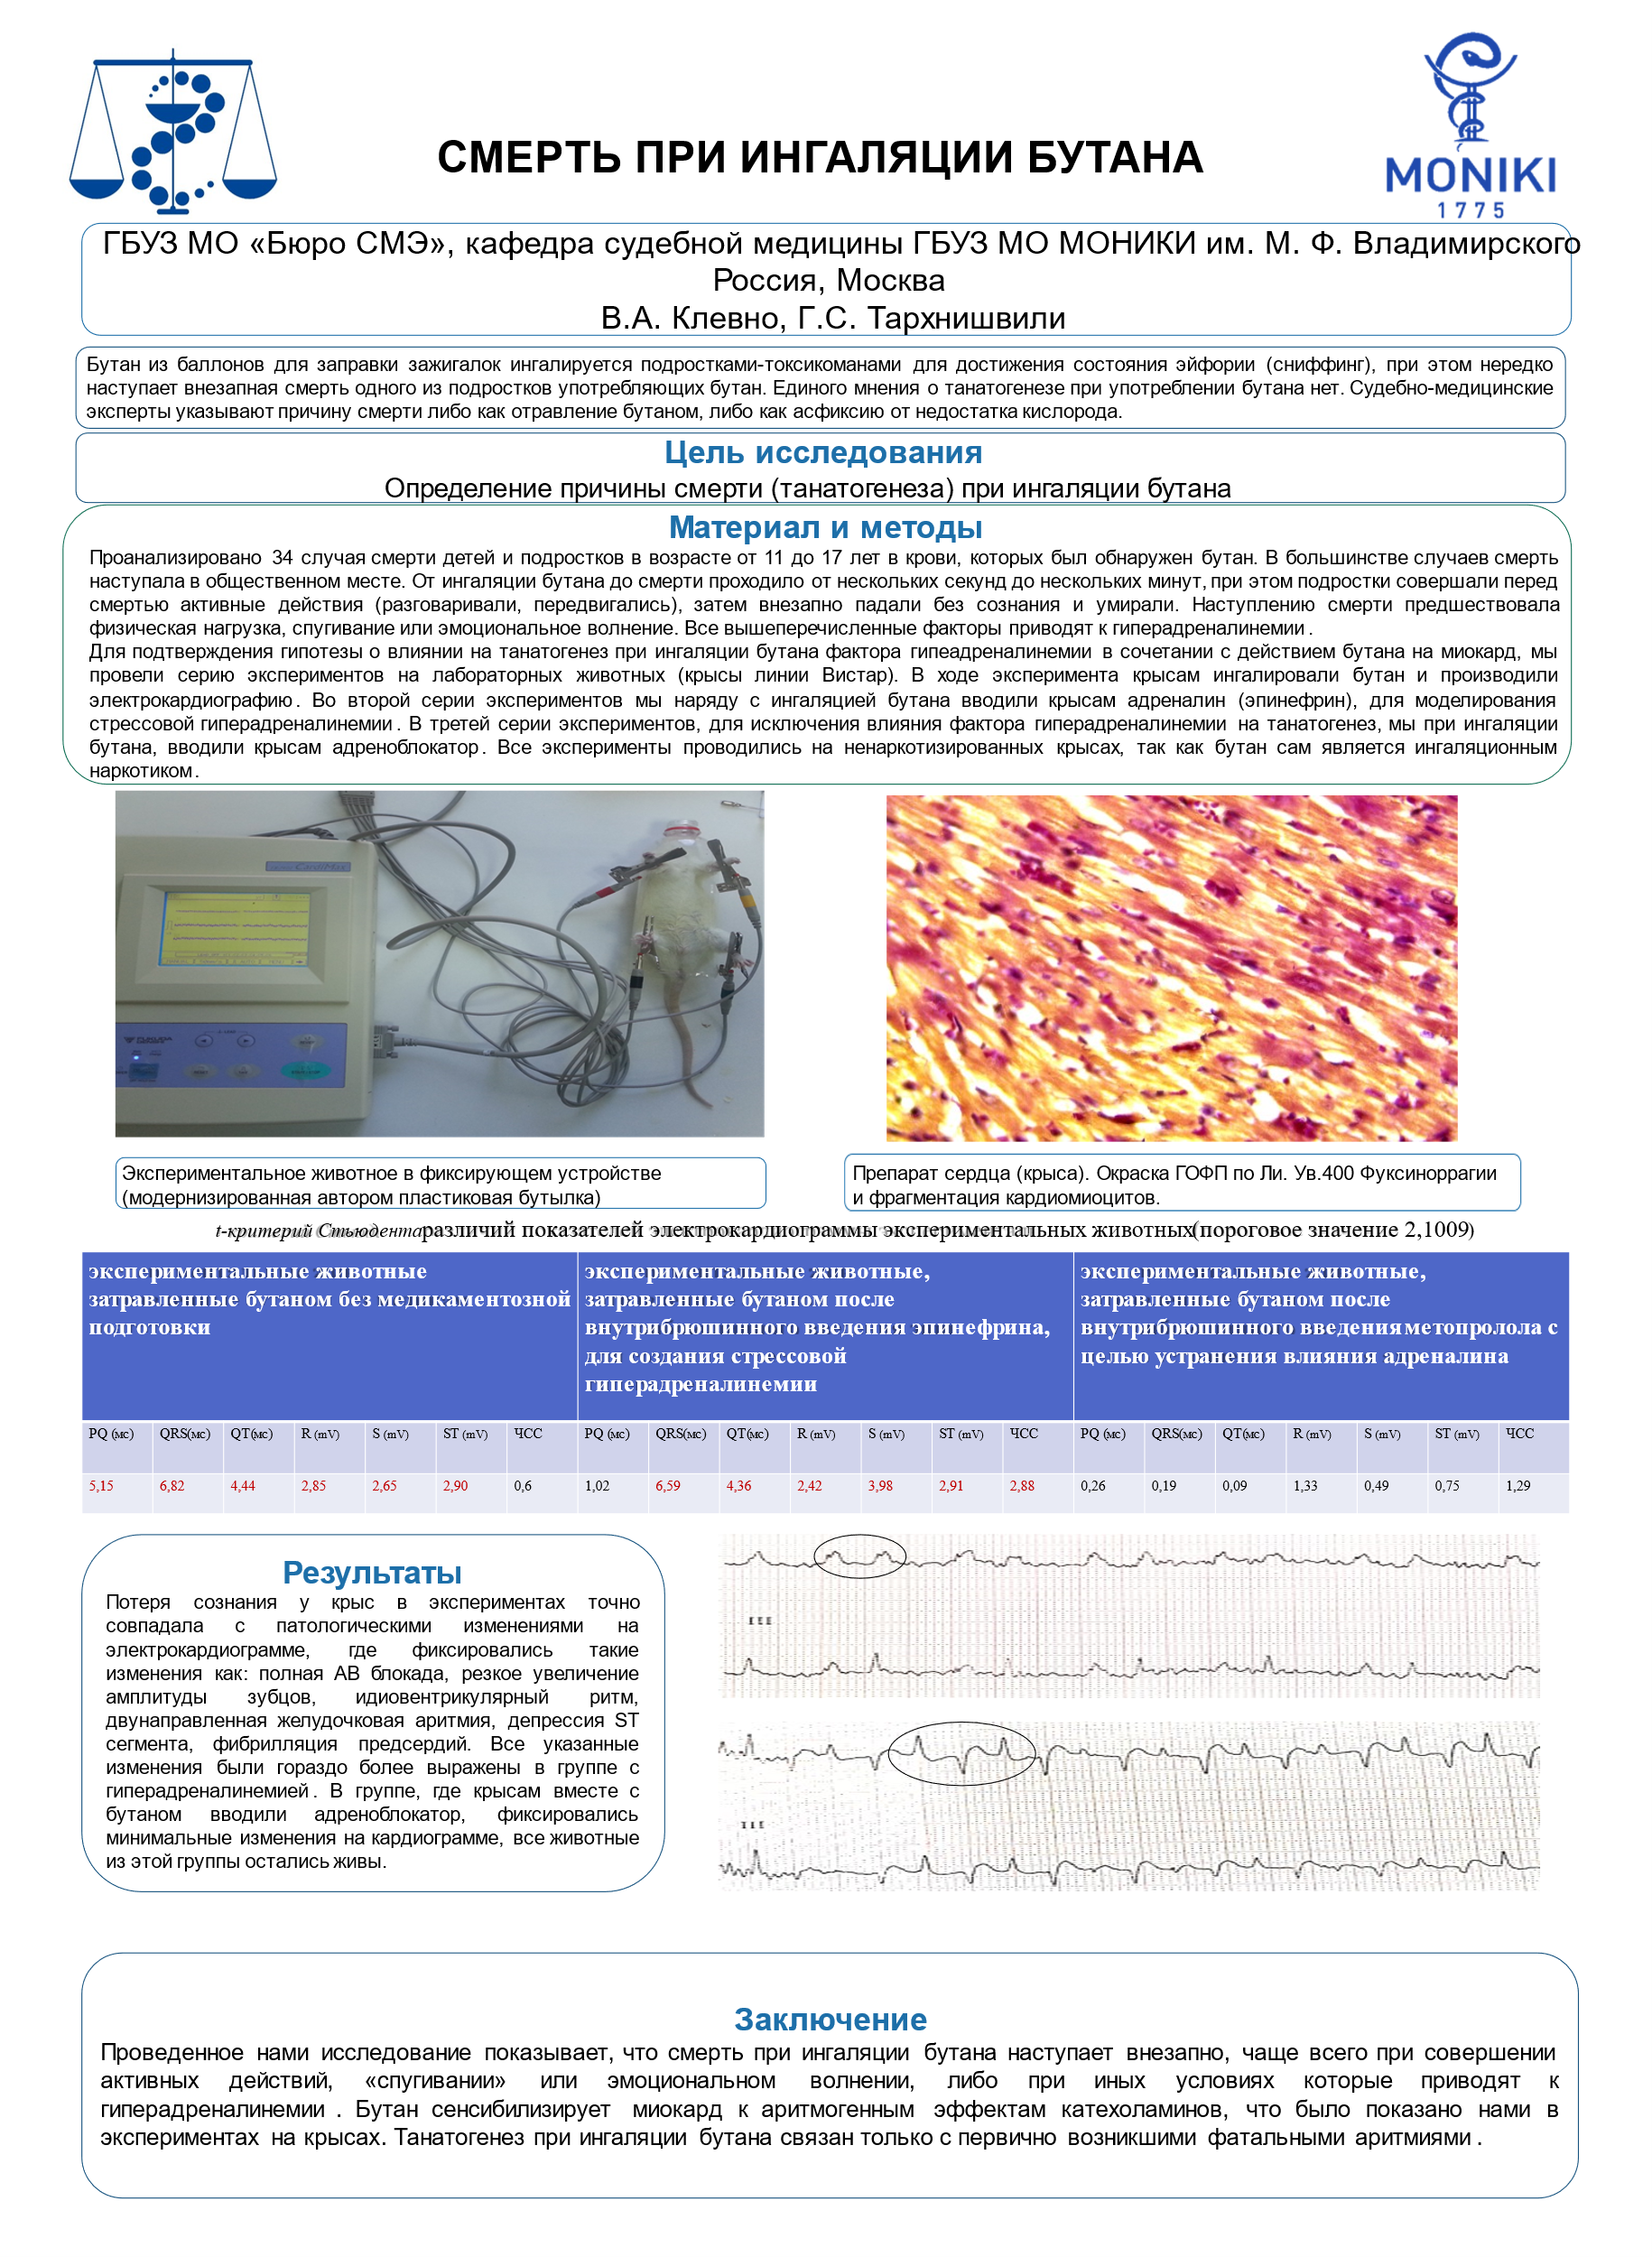 СМЕРТЬ ПРИ ИНГАЛЯЦИИ БУТАНА
MONIKI
1775
ГБУЗ МО «Бюро СМЭ», кафедра судебной медицины ГБУЗ МО МОНИКИ им. М. Ф. Владимирского
Россия, Москва
В.А. Клевно, Г.С. Тархнишвили
Бутан из баллонов для заправки зажигалок ингалируется подростками-токсикоманами для достижения состояния эйфории (сниффинг), при этом нередко
наступает внезапная смерть одного из подростков употребляющих бутан. Единого мнения о танатогенезе при употреблении бутана нет. Судебно-медицинские
эксперты указывают причину смерти либо как отравление бутаном, либо как асфиксию от недостатка кислорода.
Цель исследования
Определение причины смерти (танатогенеза) при ингаляции бутана
Материал и методы
Проанализировано 34 случая смерти детей и подростков в возрасте от 11 до 17 лет в крови, которых был обнаружен бутан. В большинстве случаев смерть
наступала в общественном месте. От ингаляции бутана до смерти проходило от нескольких секунд до нескольких минут, при этом подростки совершали перед
смертью активные действия (разговаривали, передвигались), затем внезапно падали без сознания и умирали. Наступлению смерти предшествовала
физическая нагрузка, спугивание или эмоциональное волнение. Все вышеперечисленные факторы приводят к гиперадреналинемии.
Для подтверждения гипотезы о влиянии на танатогенез при ингаляции бутана фактора гипеадреналинемии в сочетании с действием бутана на миокард, мы
провели серию экспериментов на лабораторных животных (крысы линии Вистар). В ходе эксперимента крысам ингалировали бутан и производили
электрокардиографию. Во второй серии экспериментов мы наряду с ингаляцией бутана вводили крысам адреналин (эпинефрин), для моделирования
стрессовой гиперадреналинемии. В третей серии экспериментов, для исключения влияния фактора гиперадреналинемии на танатогенез, мы при ингаляции
бутана, вводили крысам адреноблокатор. Все эксперименты проводились на ненаркотизированных крысах, так как бутан сам является ингаляционным
наркотиком.
CardiMax
FUKUDA
Экспериментальное животное в фиксирующем устройстве
(модернизированная автором пластиковая бутылка)
Препарат сердца (крыса). Окраска ГОФП по Ли. Ув.400 Фуксиноррагии
и фрагментация кардиомиоцитов.
t-критерий Стьюдента различий показателей электрокардиограммы экспериментальных животных (пороговое значение 2,1009)
экспериментальные животные
затравленные бутаном без медикаментозной
подготовки
экспериментальные животные,
затравленные бутаном после
внутрибрюшинного введения эпинефрина,
для создания стрессовой
гиперадреналинемии
экспериментальные животные,
затравленные бутаном после
внутрибрюшинного введения метопролола с
целью устранения влияния адреналина
PQ (мс) QRS(мс) QT(мс) R (mV) S (mV) ST (mV) ЧСС PQ (мс) QRS(мс) QT(мс) R (mV) S (mV) ST (mV) ЧСС PQ (мс) QRS(мс) QT(мс) R (mV) S (mV) ST (mV) ЧСС
5,15 6,82 4,44 2,85 2,65 2,90 0,6 1,02 6,59 4,36 2,42 3,98 2,91 2,88 0,26 0,19 0,09 1,33 0,49 0,75 1,29
Результаты
Потеря сознания у крыс в экспериментах точно
совпадала с патологическими изменениями на
электрокардиограмме, где фиксировались такие
изменения как: полная АВ блокада, резкое увеличение
амплитуды зубцов, идиовентрикулярный ритм,
двунаправленная желудочковая аритмия, депрессия ST
сегмента, фибрилляция предсердий. Все указанные
изменения были гораздо более выражены в группе с
гиперадреналинемией. В группе, где крысам вместе с
бутаном вводили адреноблокатор, фиксировались
минимальные изменения на кардиограмме, все животные
из этой группы остались живы.
III
III
Заключение
Проведенное нами исследование показывает, что смерть при ингаляции бутана наступает внезапно, чаще всего при совершении
активных действий, «спугивании» или эмоциональном волнении, либо при иных условиях которые приводят к
гиперадреналинемии . Бутан сенсибилизирует миокард к аритмогенным эффектам катехоламинов, что было показано нами в
экспериментах на крысах. Танатогенез при ингаляции бутана связан только с первично возникшими фатальными аритмиями .